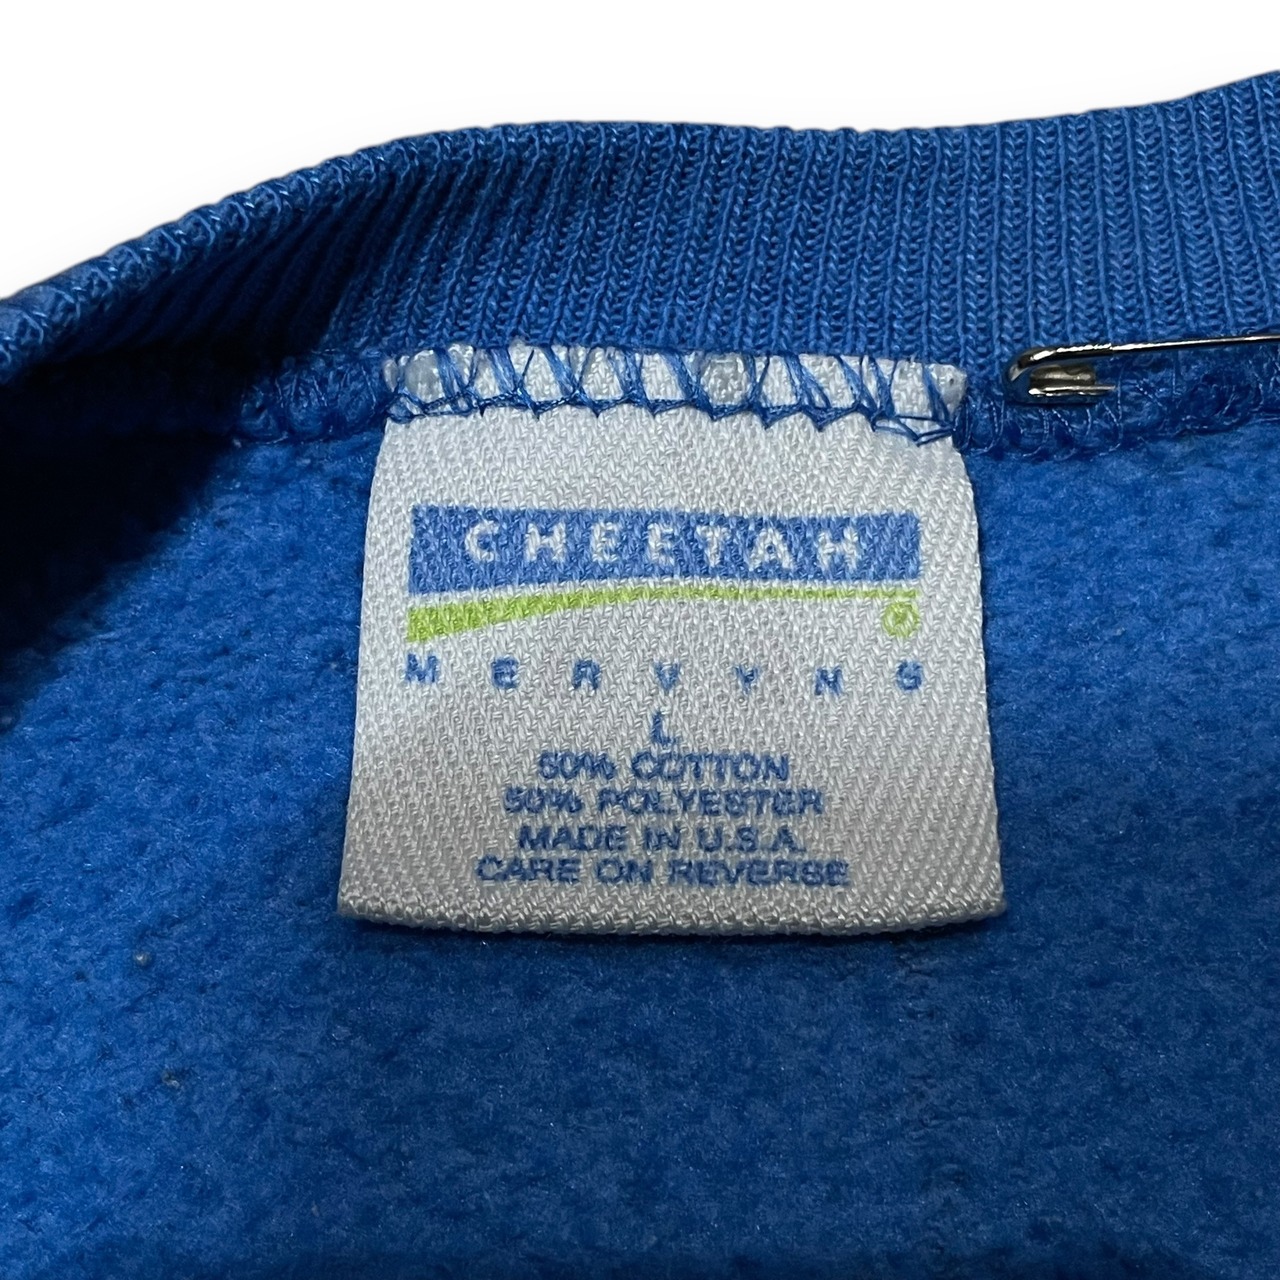 CHEETAH
®
MERVYNS
L
50% COTTON
50% POLYESTER
MADE IN U.S.A.
CARE ON REVERSE